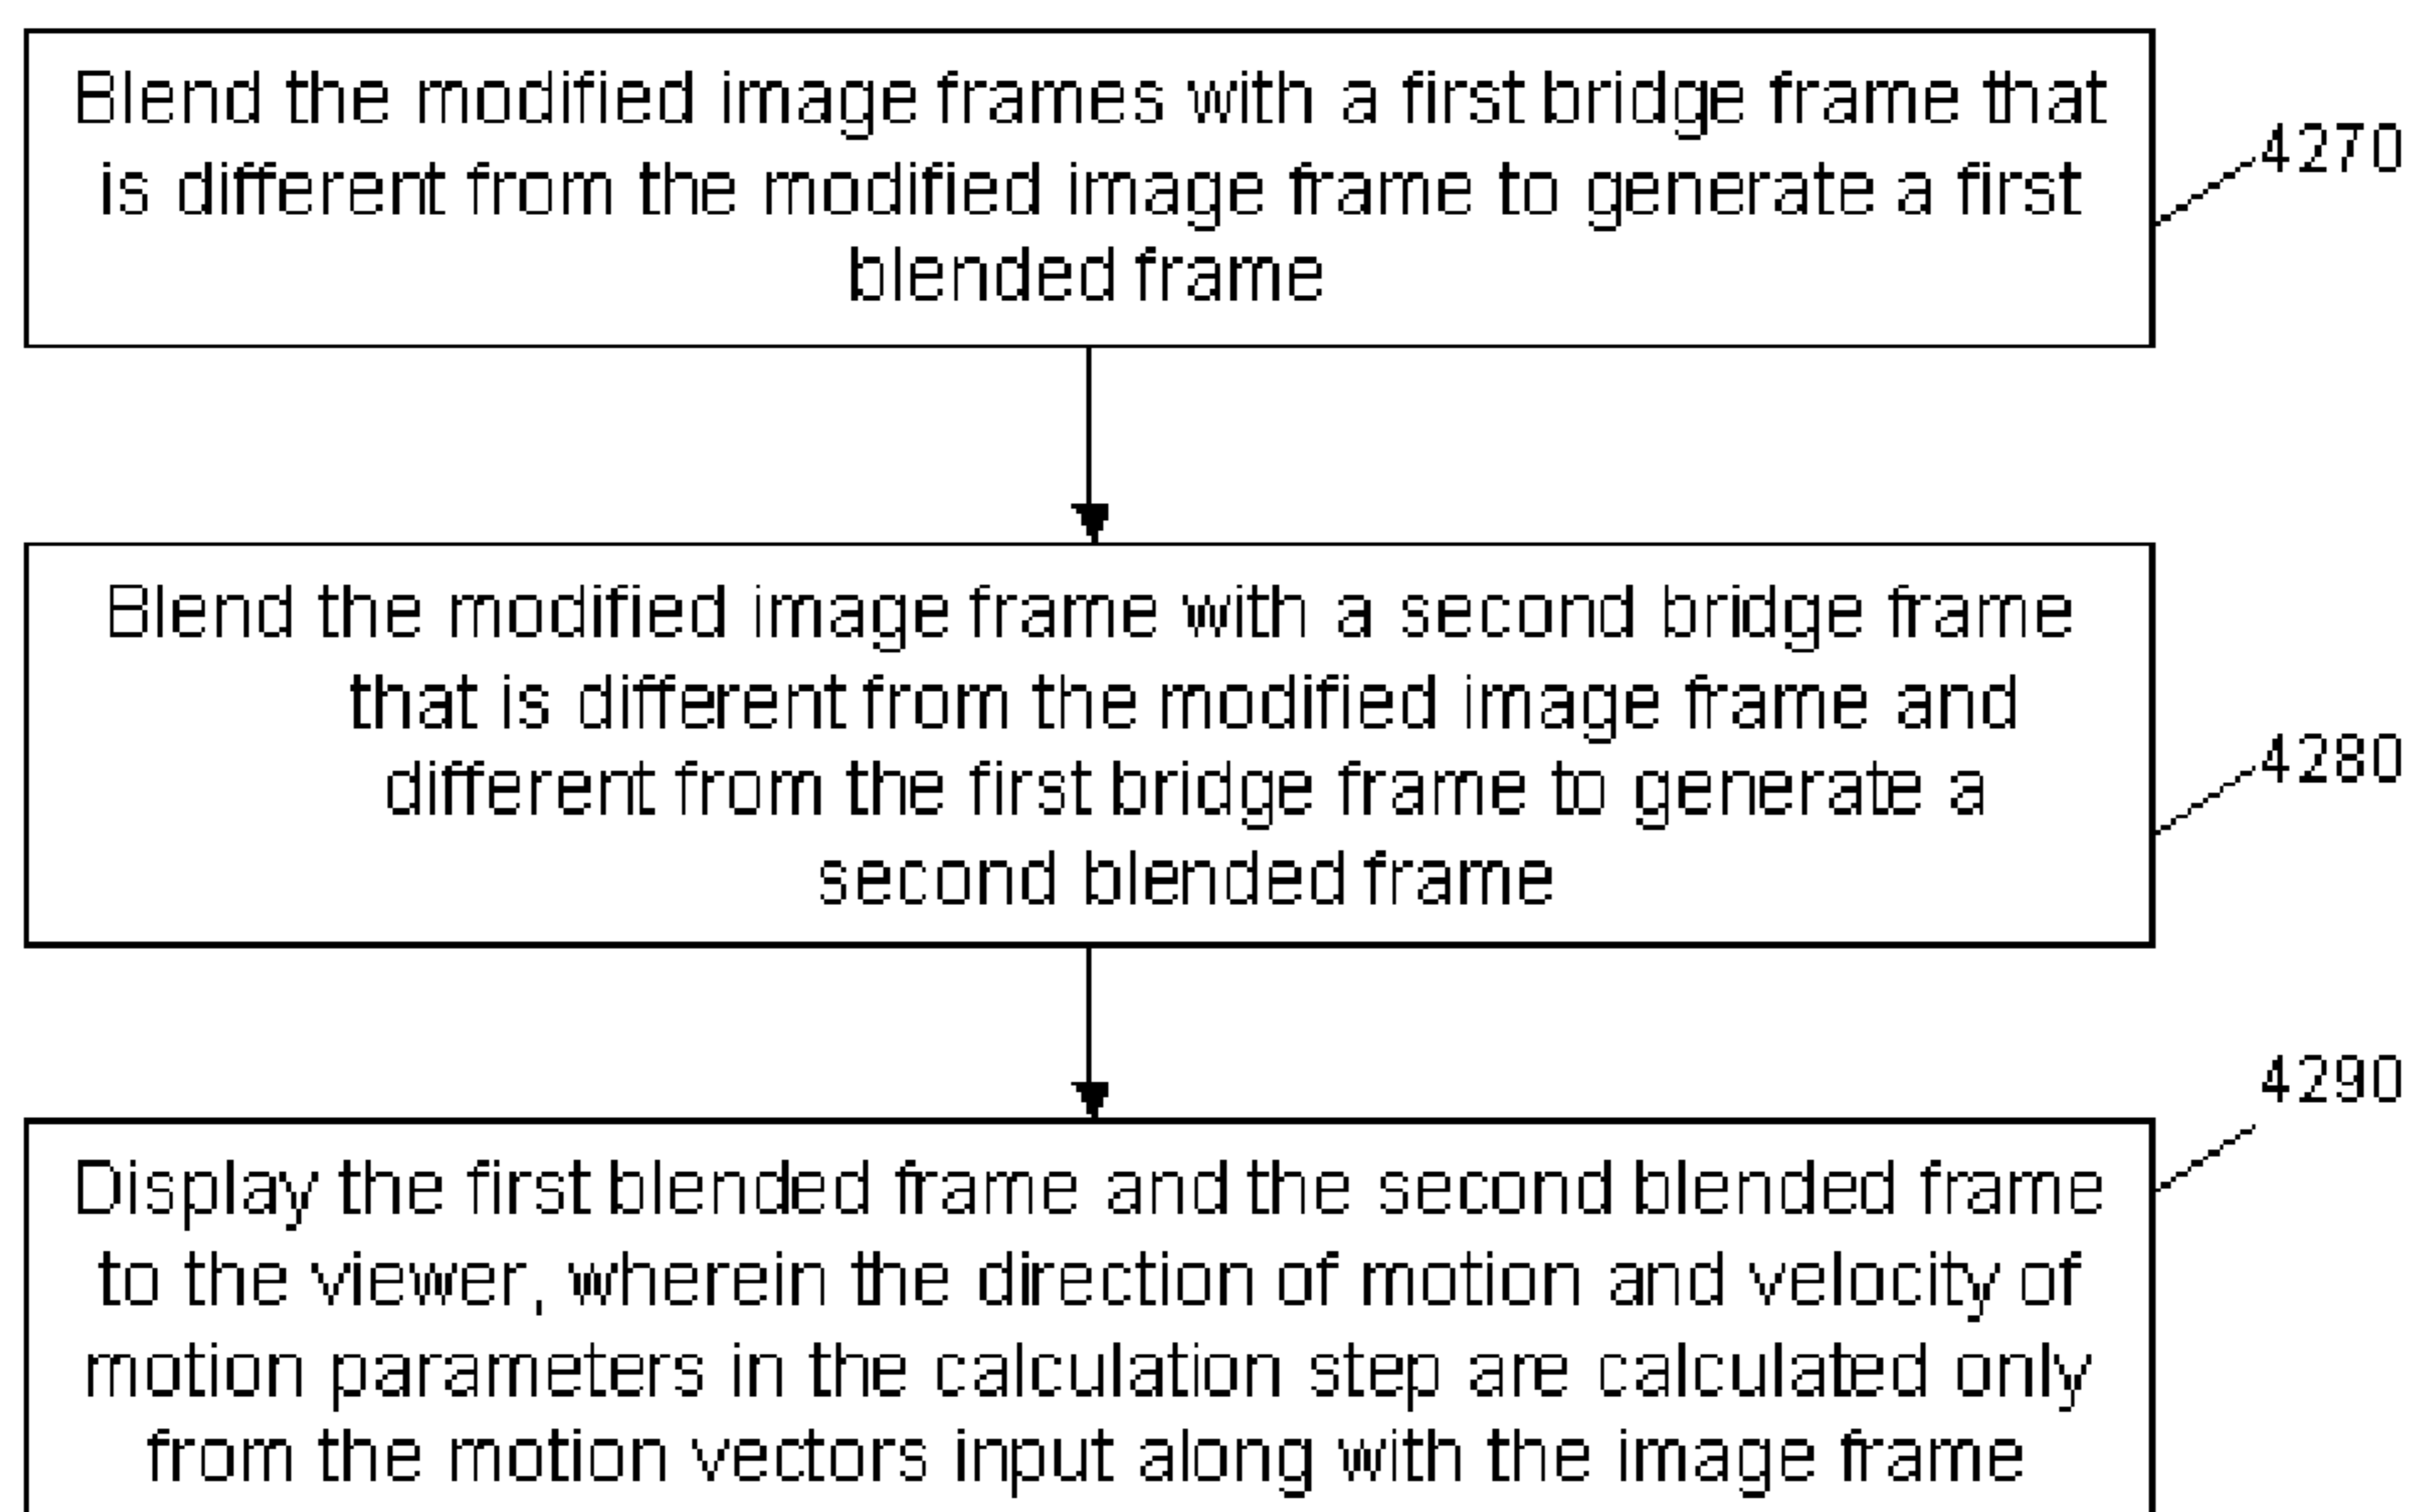 Blend the modified image frames with a first bridge frame that
is different from the modified image frame to generate a first
blended frame
4270
Blend the modified image frame with a second bridge frame
that is different from the modified image frame and
different from the first bridge frame to generate a
second blended frame
4280
4290
Display the first blended frame and the second blended frame
to the viewer, wherein the direction of motion and velocity of
motion parameters in the calculation step are calculated only
from the motion vectors input along with the image frame